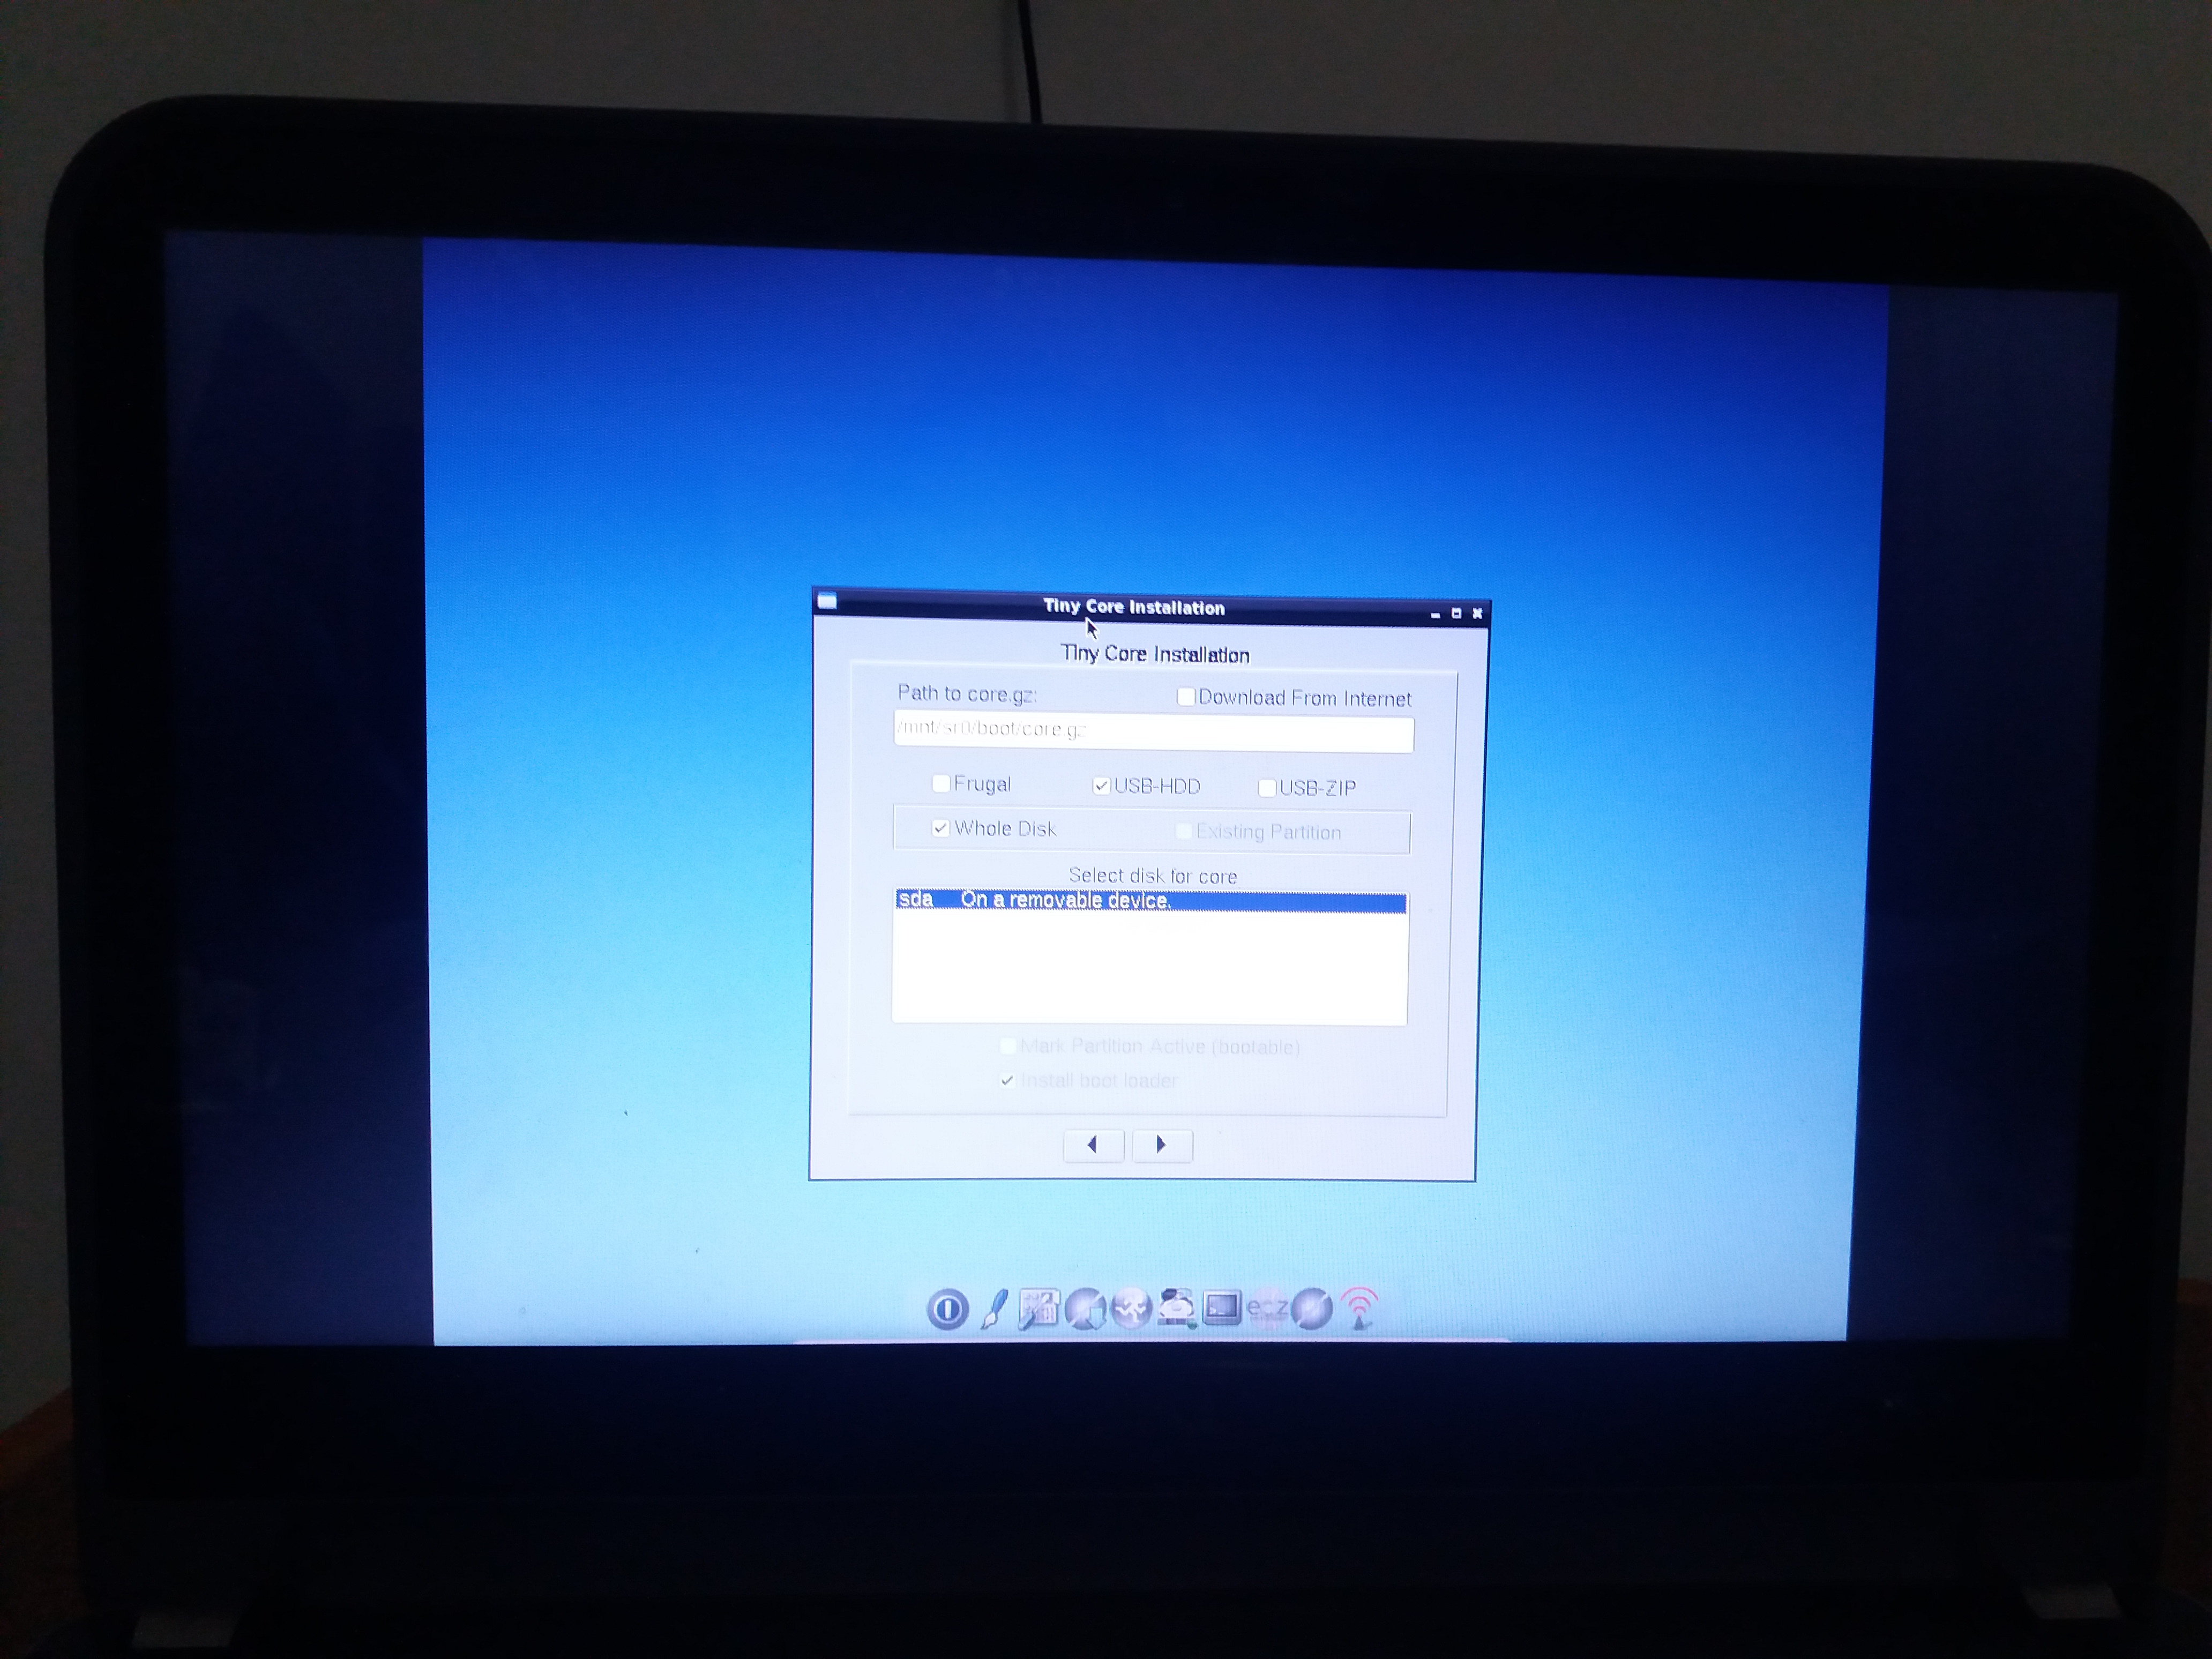 Tiny Core Installation
Tiny Core Installation
Path to core.gz:
Download From Internet
/mnt/sr0/boot/core.gz
Frugal
USB-HDD
USB-ZIP
Whole Disk
Existing Partition
Select disk for core
sda On a removable device.
Mark Partition Active (bootable)
Install boot loader